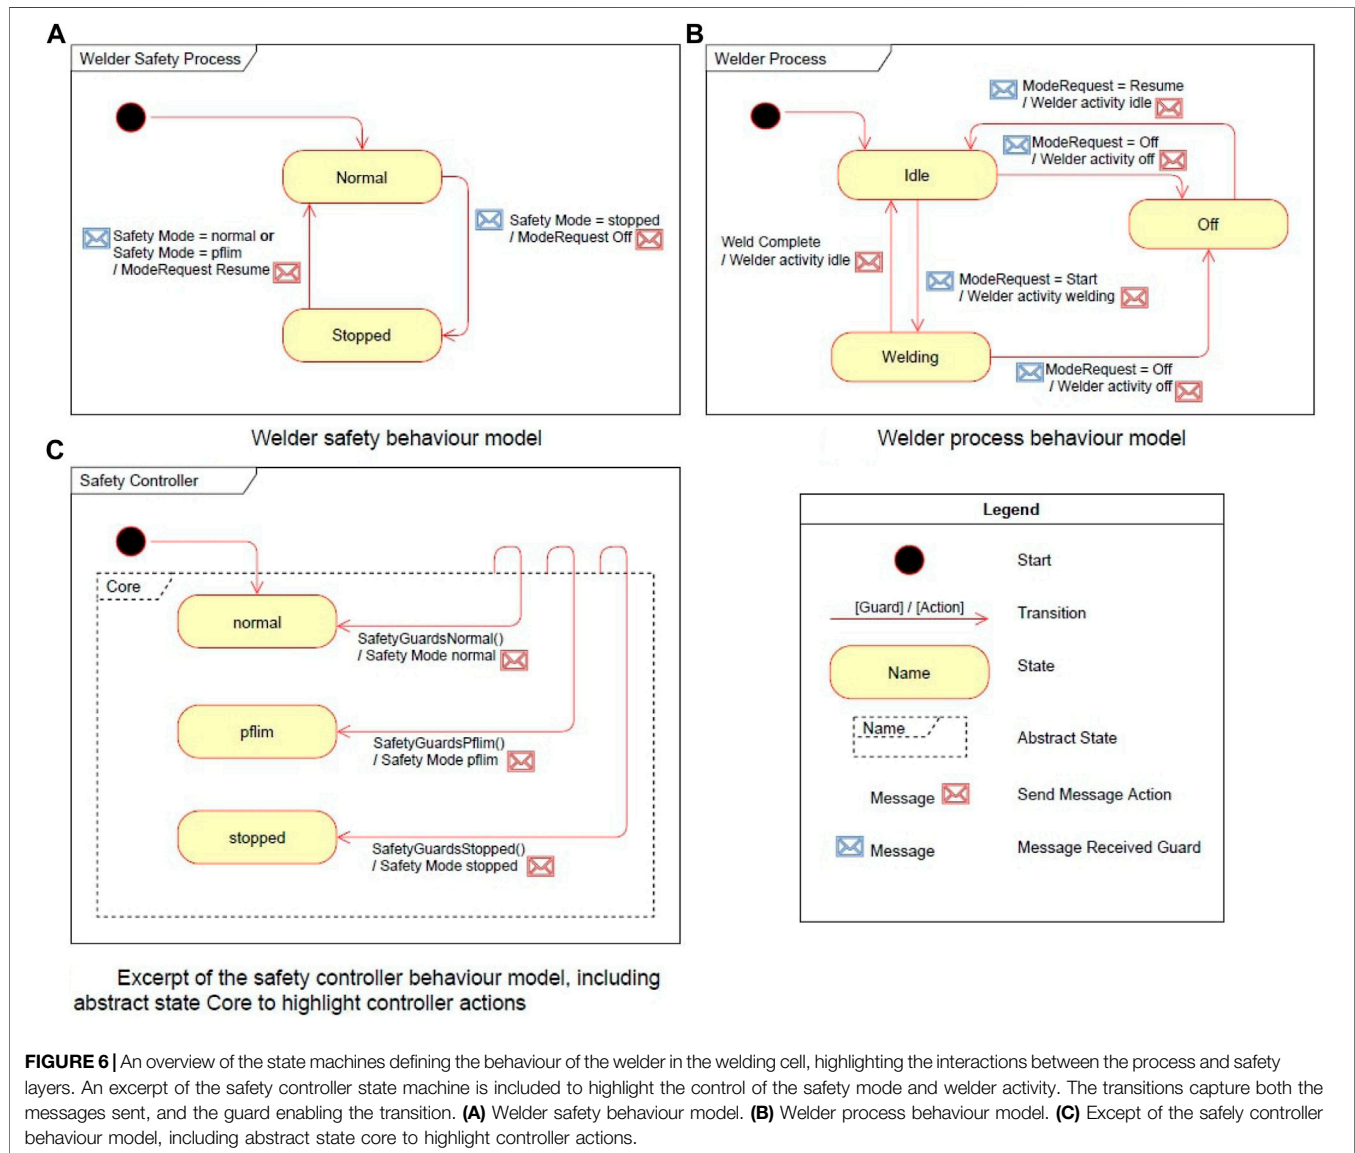 A
Welder Safety Process
Normal
Safety Mode = normal or
Safety Mode = pflim
/ ModeRequest Resume
Safety Mode = stopped
/ ModeRequest Off
Stopped
Welder safety behaviour model
B
Welder Process
ModeRequest = Resume
/ Welder activity idle
ModeRequest = Off
/ Welder activity off
Idle
Off
Weld Complete
/ Welder activity idle
ModeRequest = Start
/ Welder activity welding
Welding
ModeRequest = Off
/ Welder activity off
Welder process behaviour model
C
Safety Controller
Core
normal
SafetyGuardsNormal()
/ Safety Mode normal
pflim
SafetyGuardsPflim()
/ Safety Mode pflim
stopped
SafetyGuardsStopped()
/ Safety Mode stopped
Excerpt of the safety controller behaviour model, including
abstract state Core to highlight controller actions
Legend
Start
[Guard] / [Action]
Transition
Name
State
Name
Abstract State
Message
Send Message Action
Message
Message Received Guard
FIGURE 6 | An overview of the state machines defining the behaviour of the welder in the welding cell, highlighting the interactions between the process and safety
layers. An excerpt of the safety controller state machine is included to highlight the control of the safety mode and welder activity. The transitions capture both the
messages sent, and the guard enabling the transition. (A) Welder safety behaviour model. (B) Welder process behaviour model. (C) Except of the safely controller
behaviour model, including abstract state core to highlight controller actions.